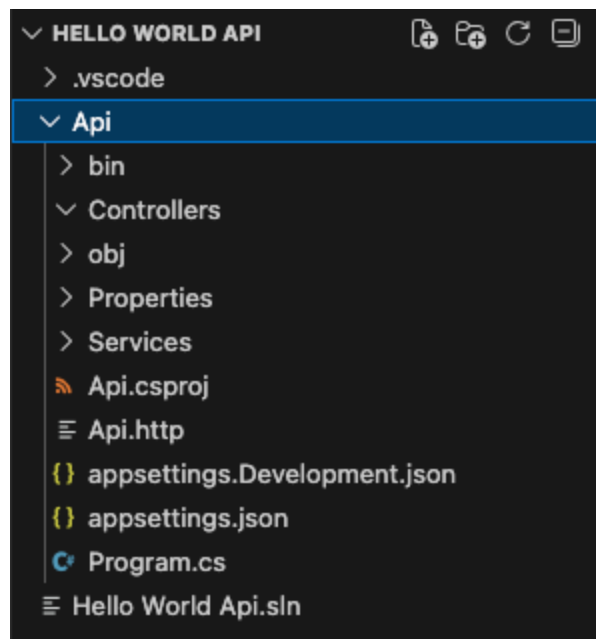 HELLO WORLD API
.vscode
Api
bin
Controllers
obj
Properties
Services
Api.csproj
Api.http
{} appsettings.Development.json
{} appsettings.json
C# Program.cs
Hello World Api.sln